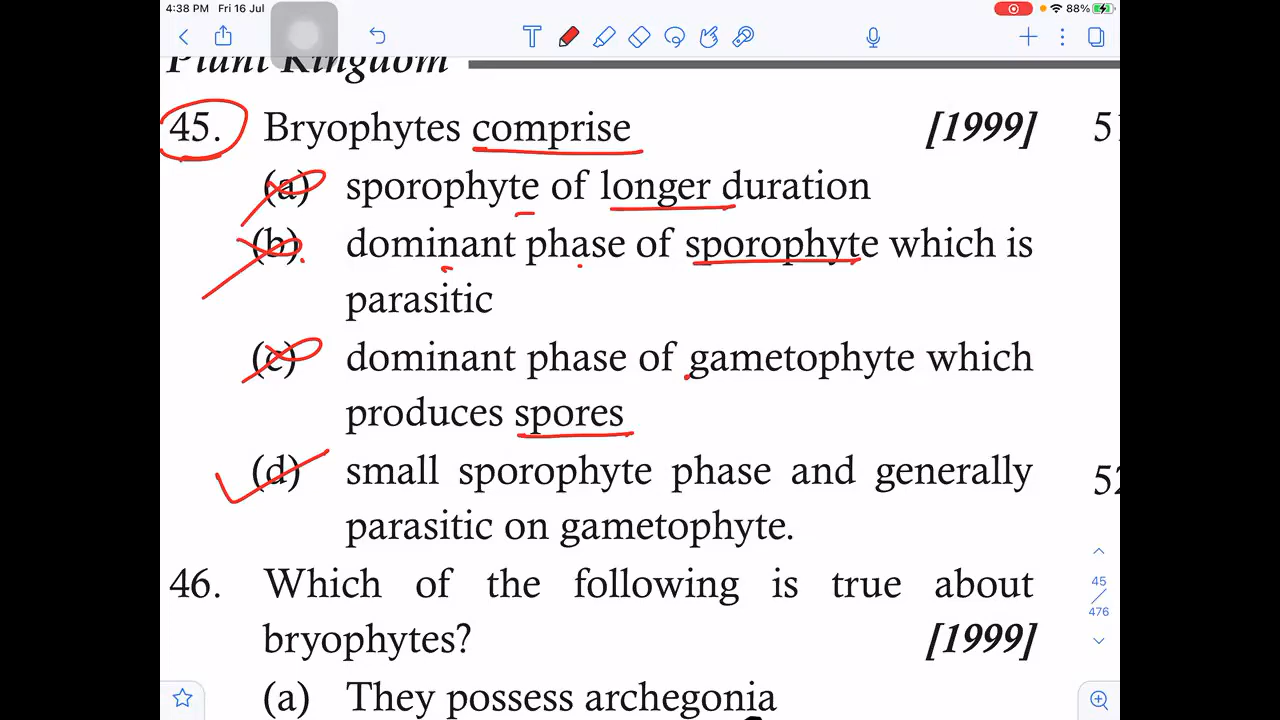 4:38 PM Fri 16 Jul
88%
T
Plant Kingdom
45. Bryophytes comprise [1999]
(a) sporophyte of longer duration
(b) dominant phase of sporophyte which is
parasitic
(c) dominant phase of gametophyte which
produces spores
(d) small sporophyte phase and generally
parasitic on gametophyte.
46. Which of the following is true about
bryophytes? [1999]
(a) They possess archegonia
45
476